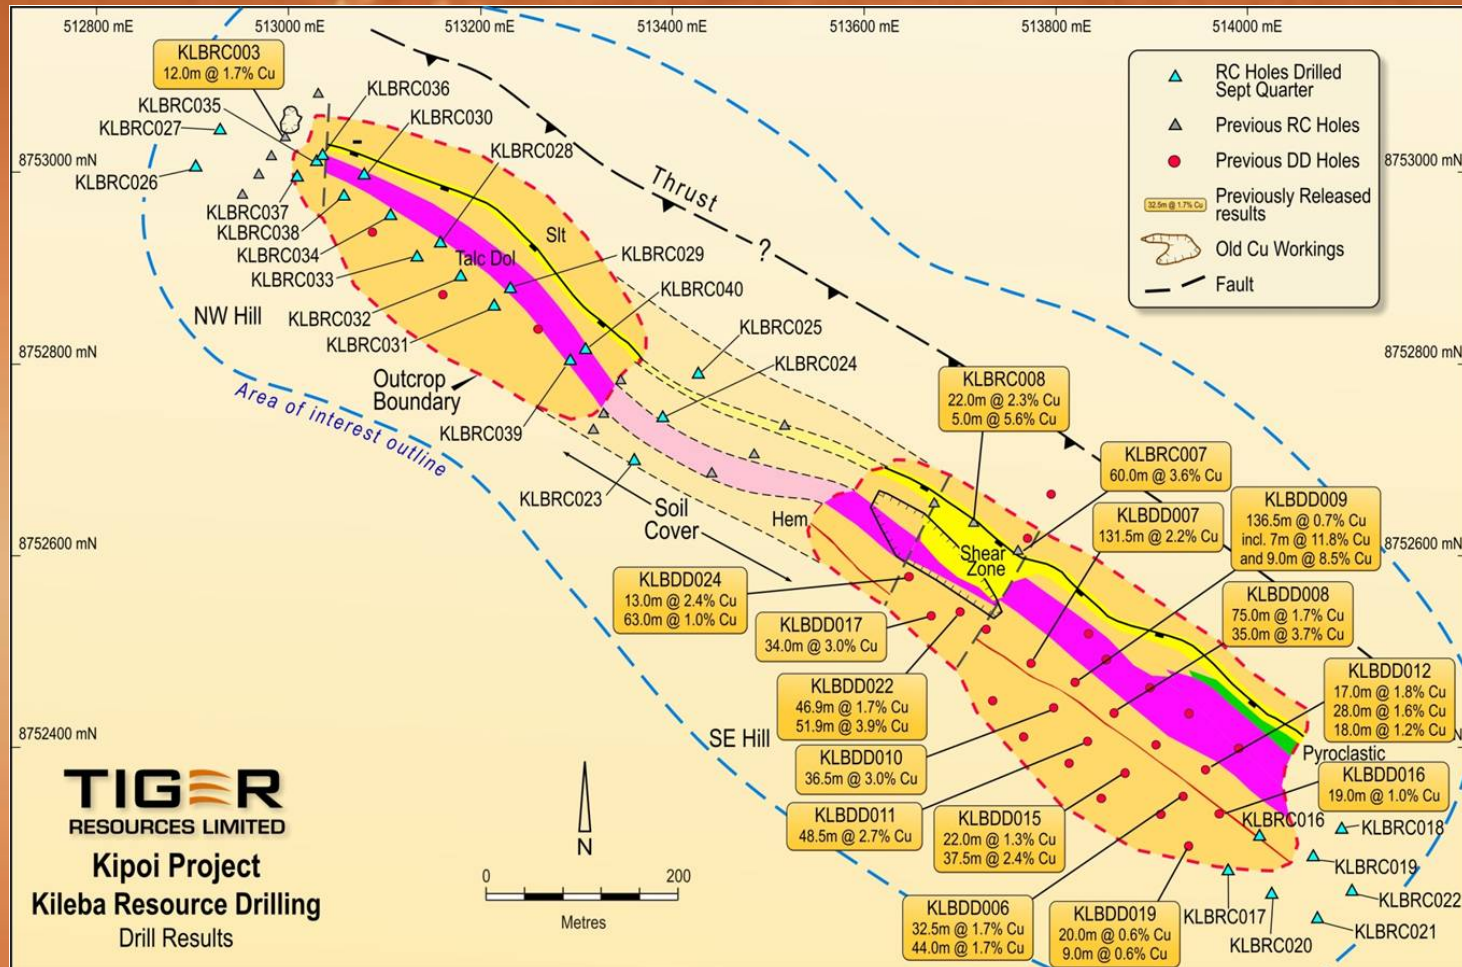 512800 mE
513000 mE
513200 mE
513400 mE
513600 mE
513800 mE
514000 mE
KLBRC003
12.0m @ 1.7% Cu
KLBRC035
KLBRC036
KLBRC027
KLBRC030
KLBRC028
8753000 mN
8753000 mN
KLBRC026
KLBRC037
KLBRC038
KLBRC034
KLBRC033
KLBRC032
KLBRC031
Slt
Talc Dol
KLBRC029
KLBRC040
NW Hill
Thrust
?
RC Holes Drilled
Sept Quarter
Previous RC Holes
Previous DD Holes
32.5m @ 1.7% Cu
Previously Released
results
Old Cu Workings
Fault
KLBRC025
KLBRC024
8752800 mN
8752800 mN
Outcrop
Boundary
Area of interest outline
KLBRC039
KLBRC023
Soil
Cover
KLBRC008
22.0m @ 2.3% Cu
5.0m @ 5.6% Cu
KLBRC007
60.0m @ 3.6% Cu
KLBDD007
131.5m @ 2.2% Cu
KLBDD009
136.5m @ 0.7% Cu
incl. 7m @ 11.8% Cu
and 9.0m @ 8.5% Cu
Hem
Shear
Zone
8752600 mN
8752600 mN
KLBDD024
13.0m @ 2.4% Cu
63.0m @ 1.0% Cu
KLBDD017
34.0m @ 3.0% Cu
KLBDD008
75.0m @ 1.7% Cu
35.0m @ 3.7% Cu
KLBDD022
46.9m @ 1.7% Cu
51.9m @ 3.9% Cu
KLBDD012
17.0m @ 1.8% Cu
28.0m @ 1.6% Cu
18.0m @ 1.2% Cu
8752400 mN
SE Hill
Pyroclastic
KLBDD010
36.5m @ 3.0% Cu
KLBDD016
19.0m @ 1.0% Cu
KLBDD011
48.5m @ 2.7% Cu
KLBDD015
22.0m @ 1.3% Cu
37.5m @ 2.4% Cu
KLBRC016
KLBRC018
KLBRC019
KLBRC022
KLBRC021
KLBRC017
KLBRC020
KLBDD006
32.5m @ 1.7% Cu
44.0m @ 1.7% Cu
KLBDD019
20.0m @ 0.6% Cu
9.0m @ 0.6% Cu
TIGER
RESOURCES LIMITED
Kipoi Project
Kileba Resource Drilling
Drill Results
N
0
200
Metres